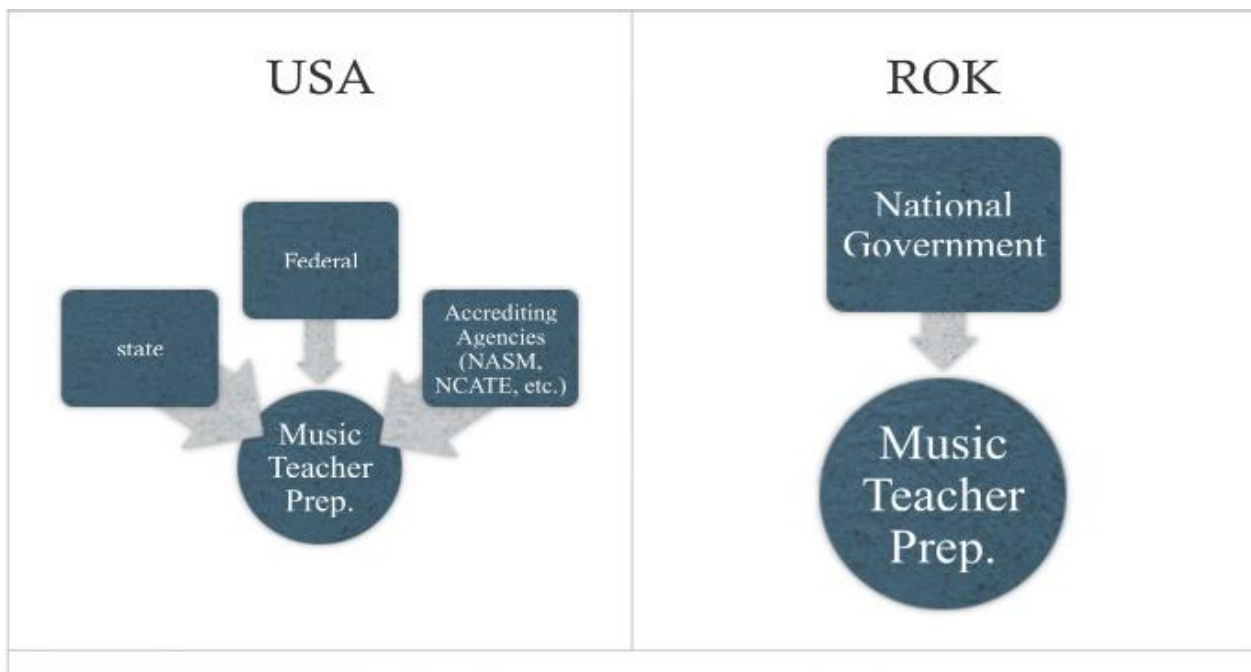 USA
Federal
state
Accrediting
Agencies
(NASM,
NCATE, etc.)
Music
Teacher
Prep.
ROK
National
Government
Music
Teacher
Prep.